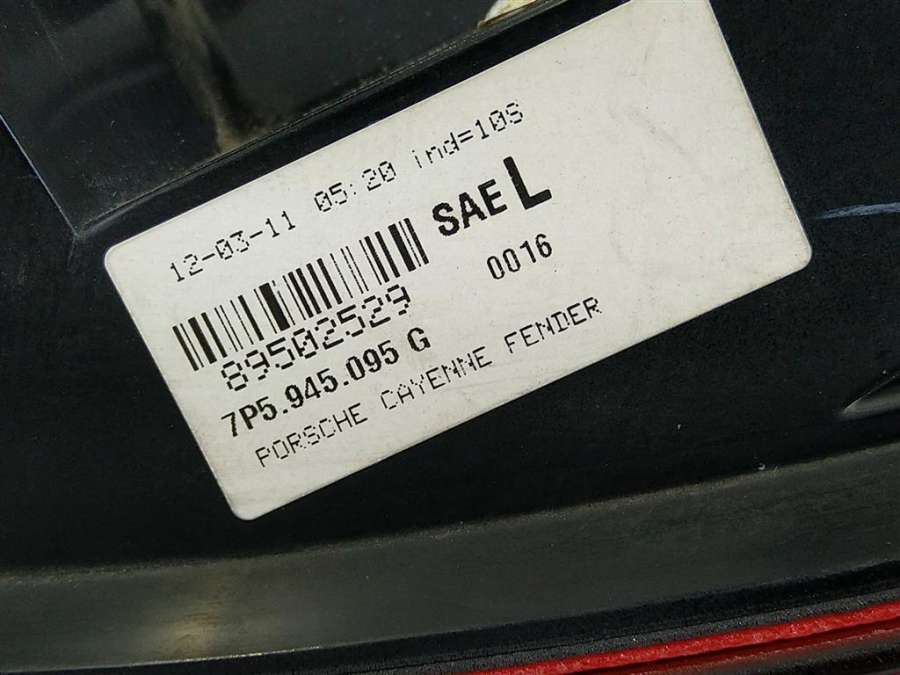 12-03-11 05:20 ind=10S
SAE L
0016
89502529
7P5.945.095 G
PORSCHE CAYENNE FENDER